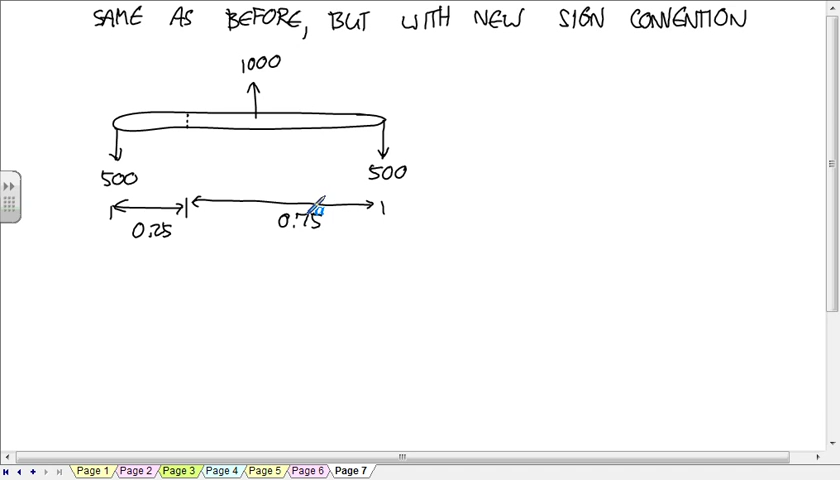 SAME AS BEFORE, BUT WITH NEW SIGN CONVENTION
1000
500
500
0.25
0.75
Page 1 Page 2 Page 3 Page 4 Page 5 Page 6 Page 7